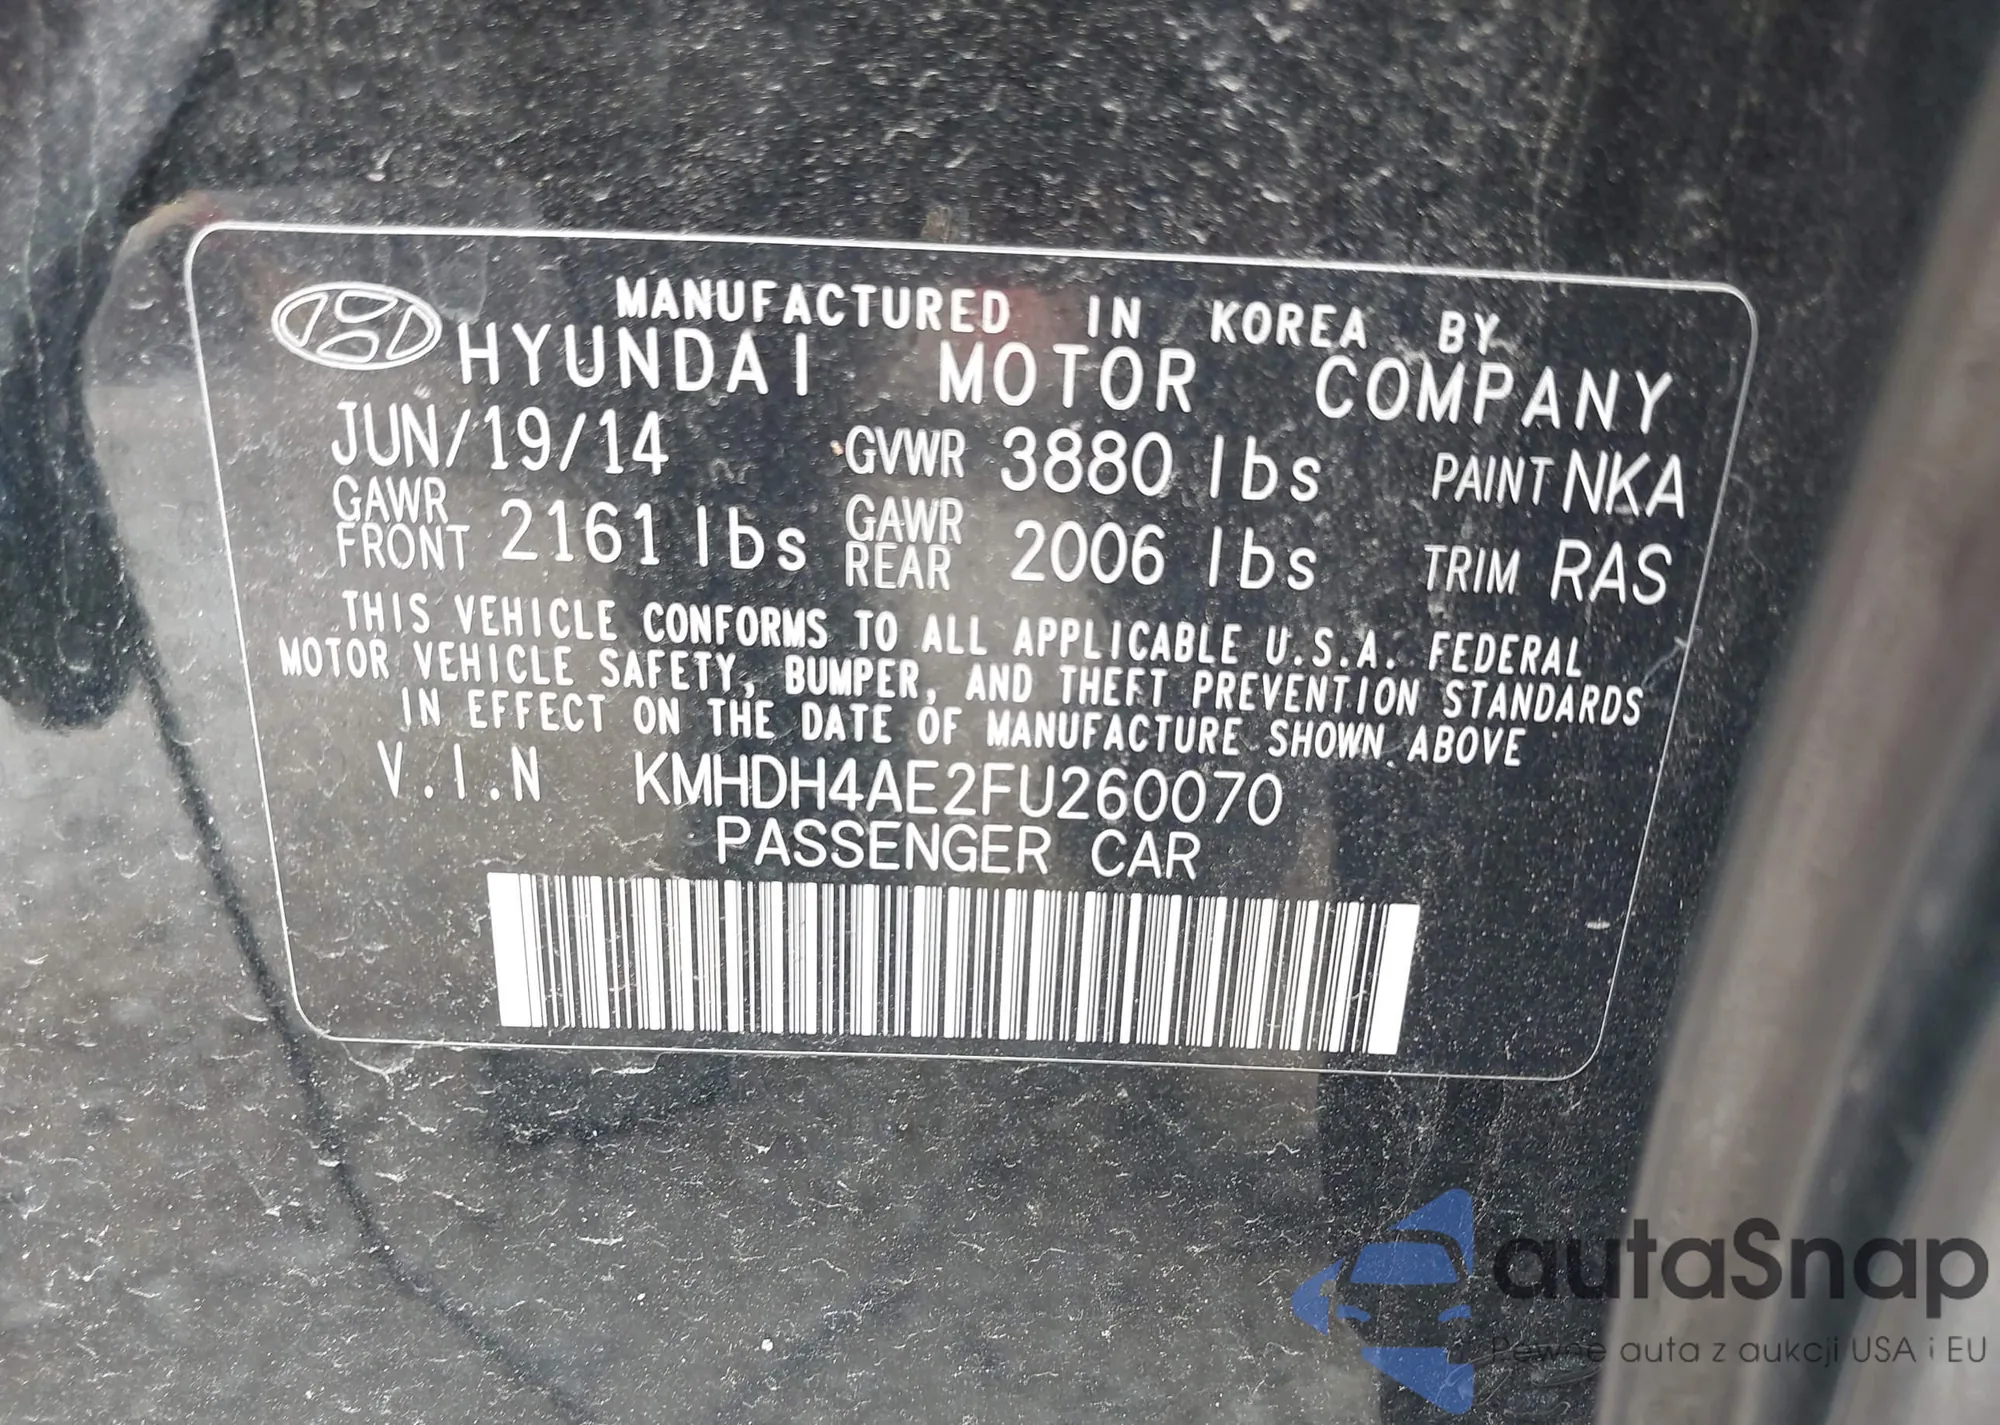 MANUFACTURED IN KOREA BY
HYUNDAI MOTOR COMPANY
JUN/19/14 GVWR 3880 lbs PAINT NKA
GAWR FRONT 2161 lbs GAWR REAR 2006 lbs TRIM RAS
THIS VEHICLE CONFORMS TO ALL APPLICABLE U.S.A. FEDERAL
MOTOR VEHICLE SAFETY, BUMPER, AND THEFT PREVENTION STANDARDS
IN EFFECT ON THE DATE OF MANUFACTURE SHOWN ABOVE
V.I.N KMHDH4AE2FU260070
PASSENGER CAR
autaSnap
Pewne auta z aukcji USA i EU